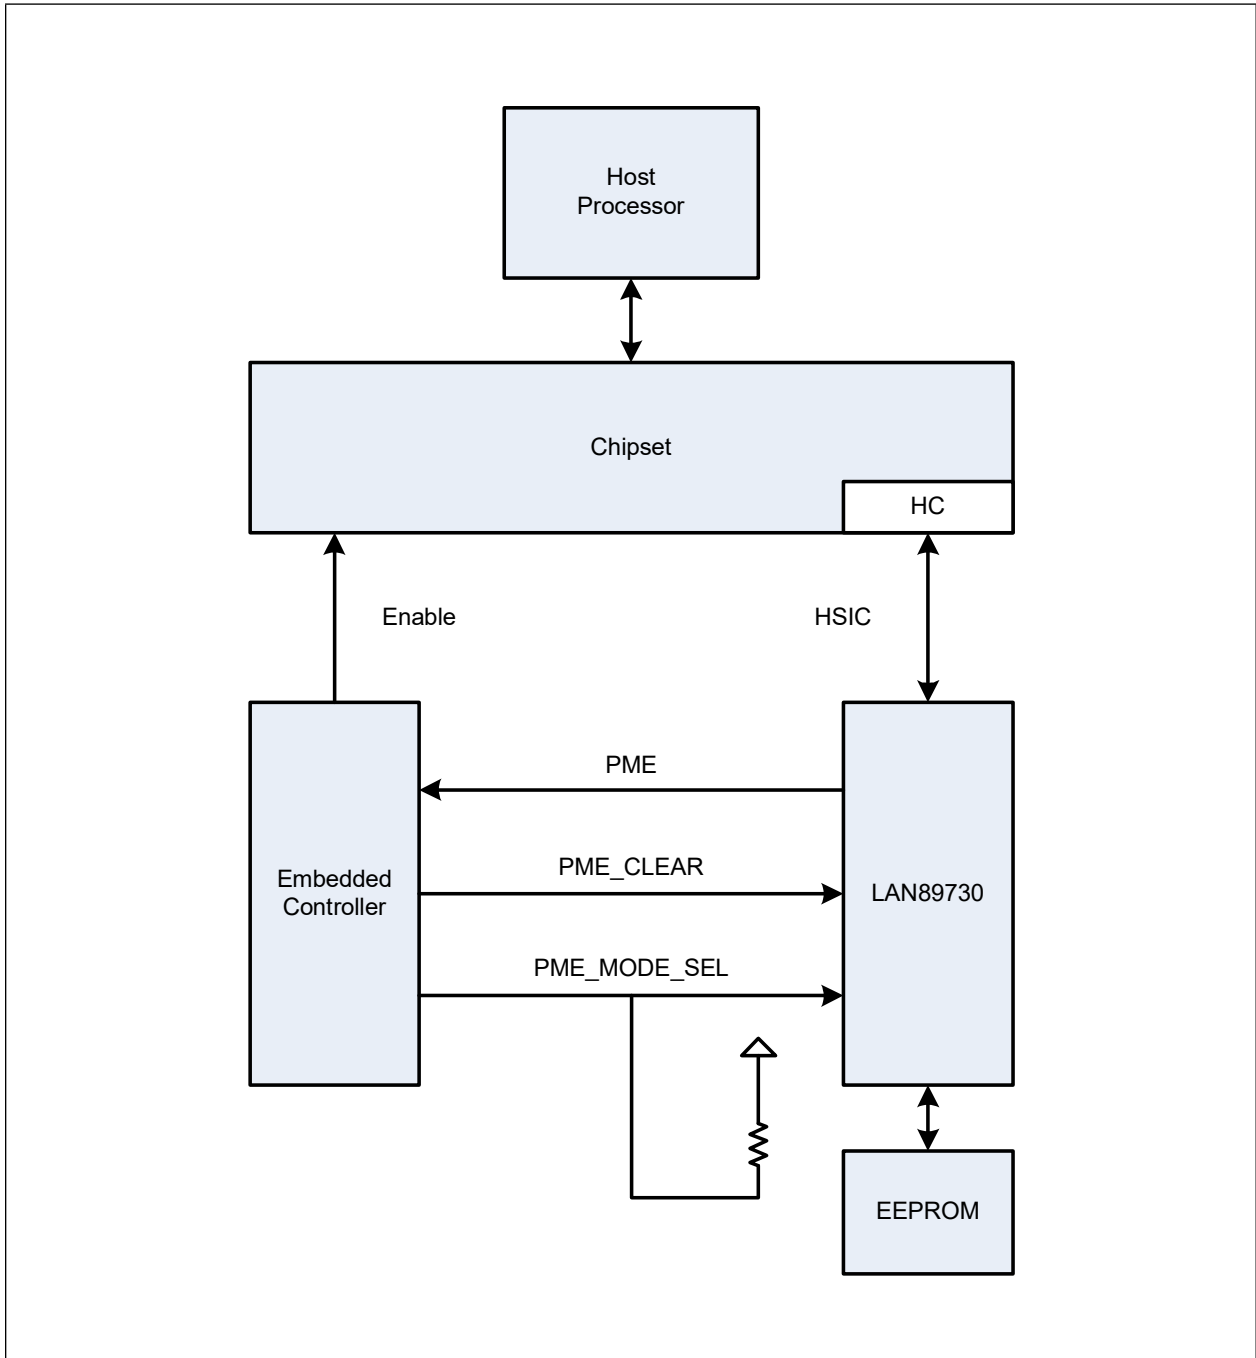 Host
Processor
Chipset
HC
Enable
HSIC
PME
PME_CLEAR
Embedded
Controller
LAN89730
PME_MODE_SEL
EEPROM